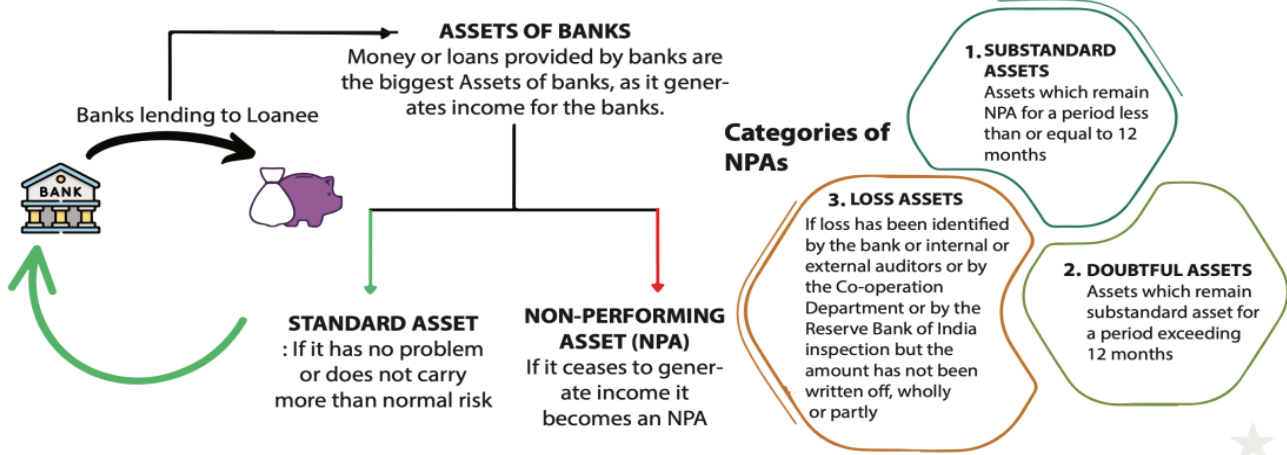 ASSETS OF BANKS
Money or loans provided by banks are
the biggest Assets of banks, as it gener-
ates income for the banks.
Banks lending to Loanee
BANK
STANDARD ASSET
: If it has no problem
or does not carry
more than normal risk
NON-PERFORMING
ASSET (NPA)
If it ceases to gener-
ate income it
becomes an NPA
Categories of
NPAs
1. SUBSTANDARD
ASSETS
Assets which remain
NPA for a period less
than or equal to 12
months
2. DOUBTFUL ASSETS
Assets which remain
substandard asset for
a period exceeding
12 months
3. LOSS ASSETS
If loss has been identified
by the bank or internal or
external auditors or by
the Co-operation
Department or by the
Reserve Bank of India
inspection but the
amount has not been
written off, wholly
or partly